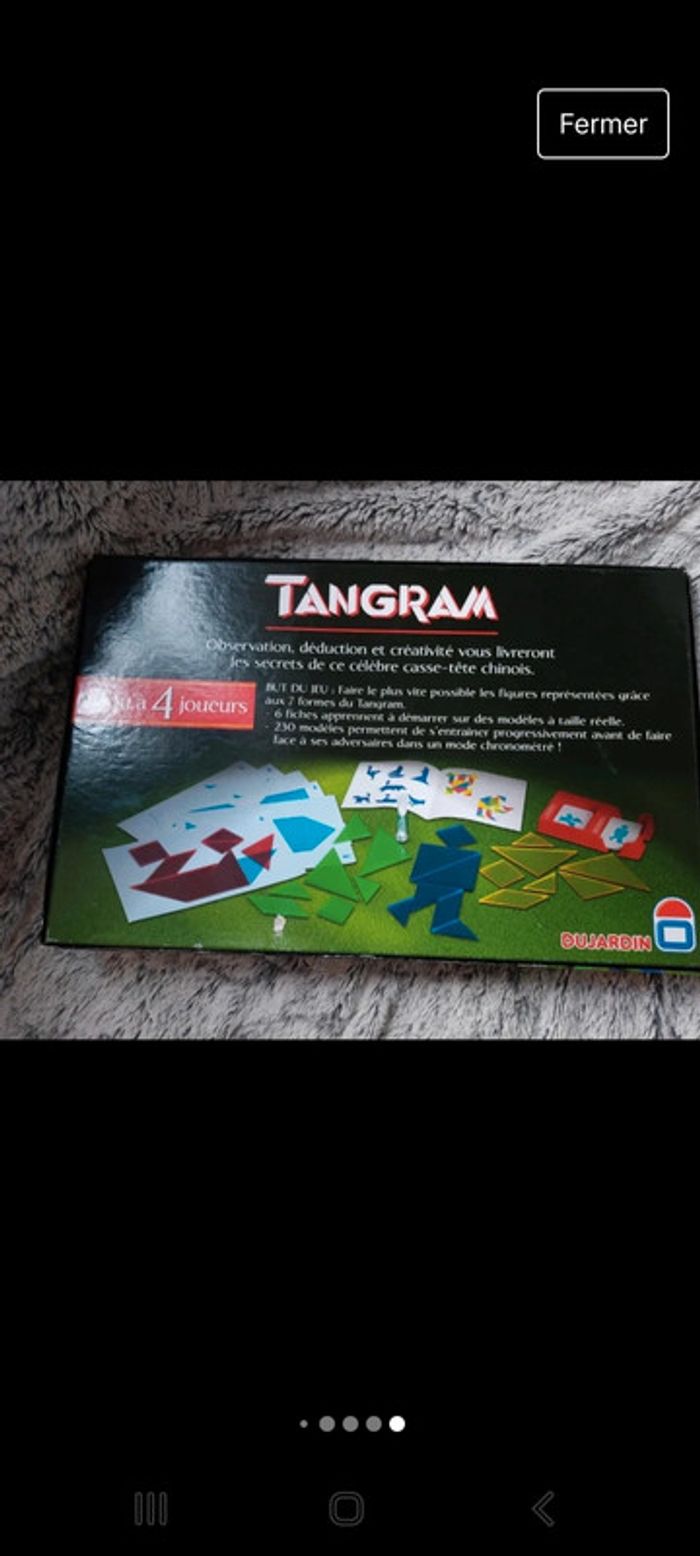 Fermer
TANGRAM
Observation, déduction et créativité vous livreront
les secrets de ce célèbre casse-tête chinois.
à 4 joueurs
BUT DU JEU : Faire le plus vite possible les figures représentées grâce
aux 7 formes du Tangram.
- 6 fiches apprennent à démarrer sur des modèles à taille réelle.
- 230 modèles permettent de s'entrainer progressivement avant de faire
face à ses adversaires dans un mode chronométré !
DUJARDIN